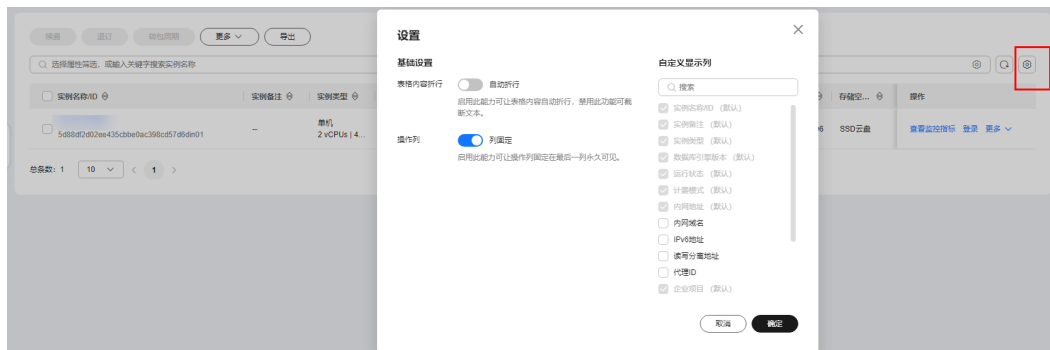 续费 退订 转包周期 更多 导出
选择属性筛选，或输入关键字搜索实例名称
实例名称/ID 实例备注 实例类型 存储空... 操作
5d88df2d02ee435cbbe0ac398cd57d6din01 -- 单机
2 vCPUs | 4... SSD云盘 查看监控指标 登录 更多
总条数: 1 10 < 1 >
设置
基础设置
表格内容折行 自动折行
启用此能力可让表格内容自动折行，禁用此功能可截
断文本。
操作列 列固定
启用此能力可让操作列固定在最后一列永久可见。
自定义显示列
搜索
实例名称/ID (默认)
实例备注 (默认)
实例类型 (默认)
数据库引擎版本 (默认)
运行状态 (默认)
计费模式 (默认)
内网地址 (默认)
内网域名
IPv6地址
读写分离地址
代理ID
企业项目 (默认)
取消 确定